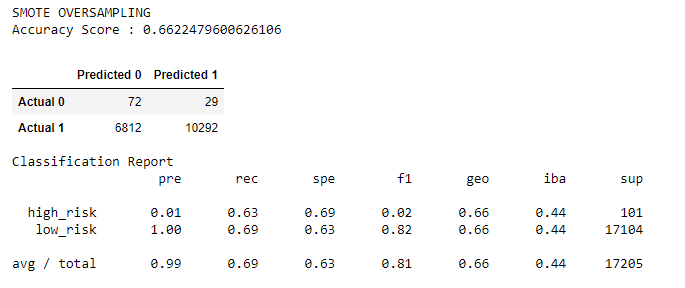 SMOTE OVERSAMPLING
Accuracy Score : 0.6622479600626106
Predicted 0 Predicted 1
Actual 0 72 29
Actual 1 6812 10292
Classification Report
pre rec spe f1 geo iba sup
high_risk 0.01 0.63 0.69 0.02 0.66 0.44 101
low_risk 1.00 0.69 0.63 0.82 0.66 0.44 17104
avg / total 0.99 0.69 0.63 0.81 0.66 0.44 17205